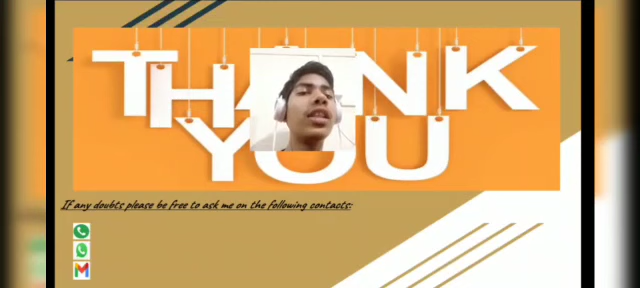 THANK
YOU
If any doubts please be free to ask me on the following contacts: